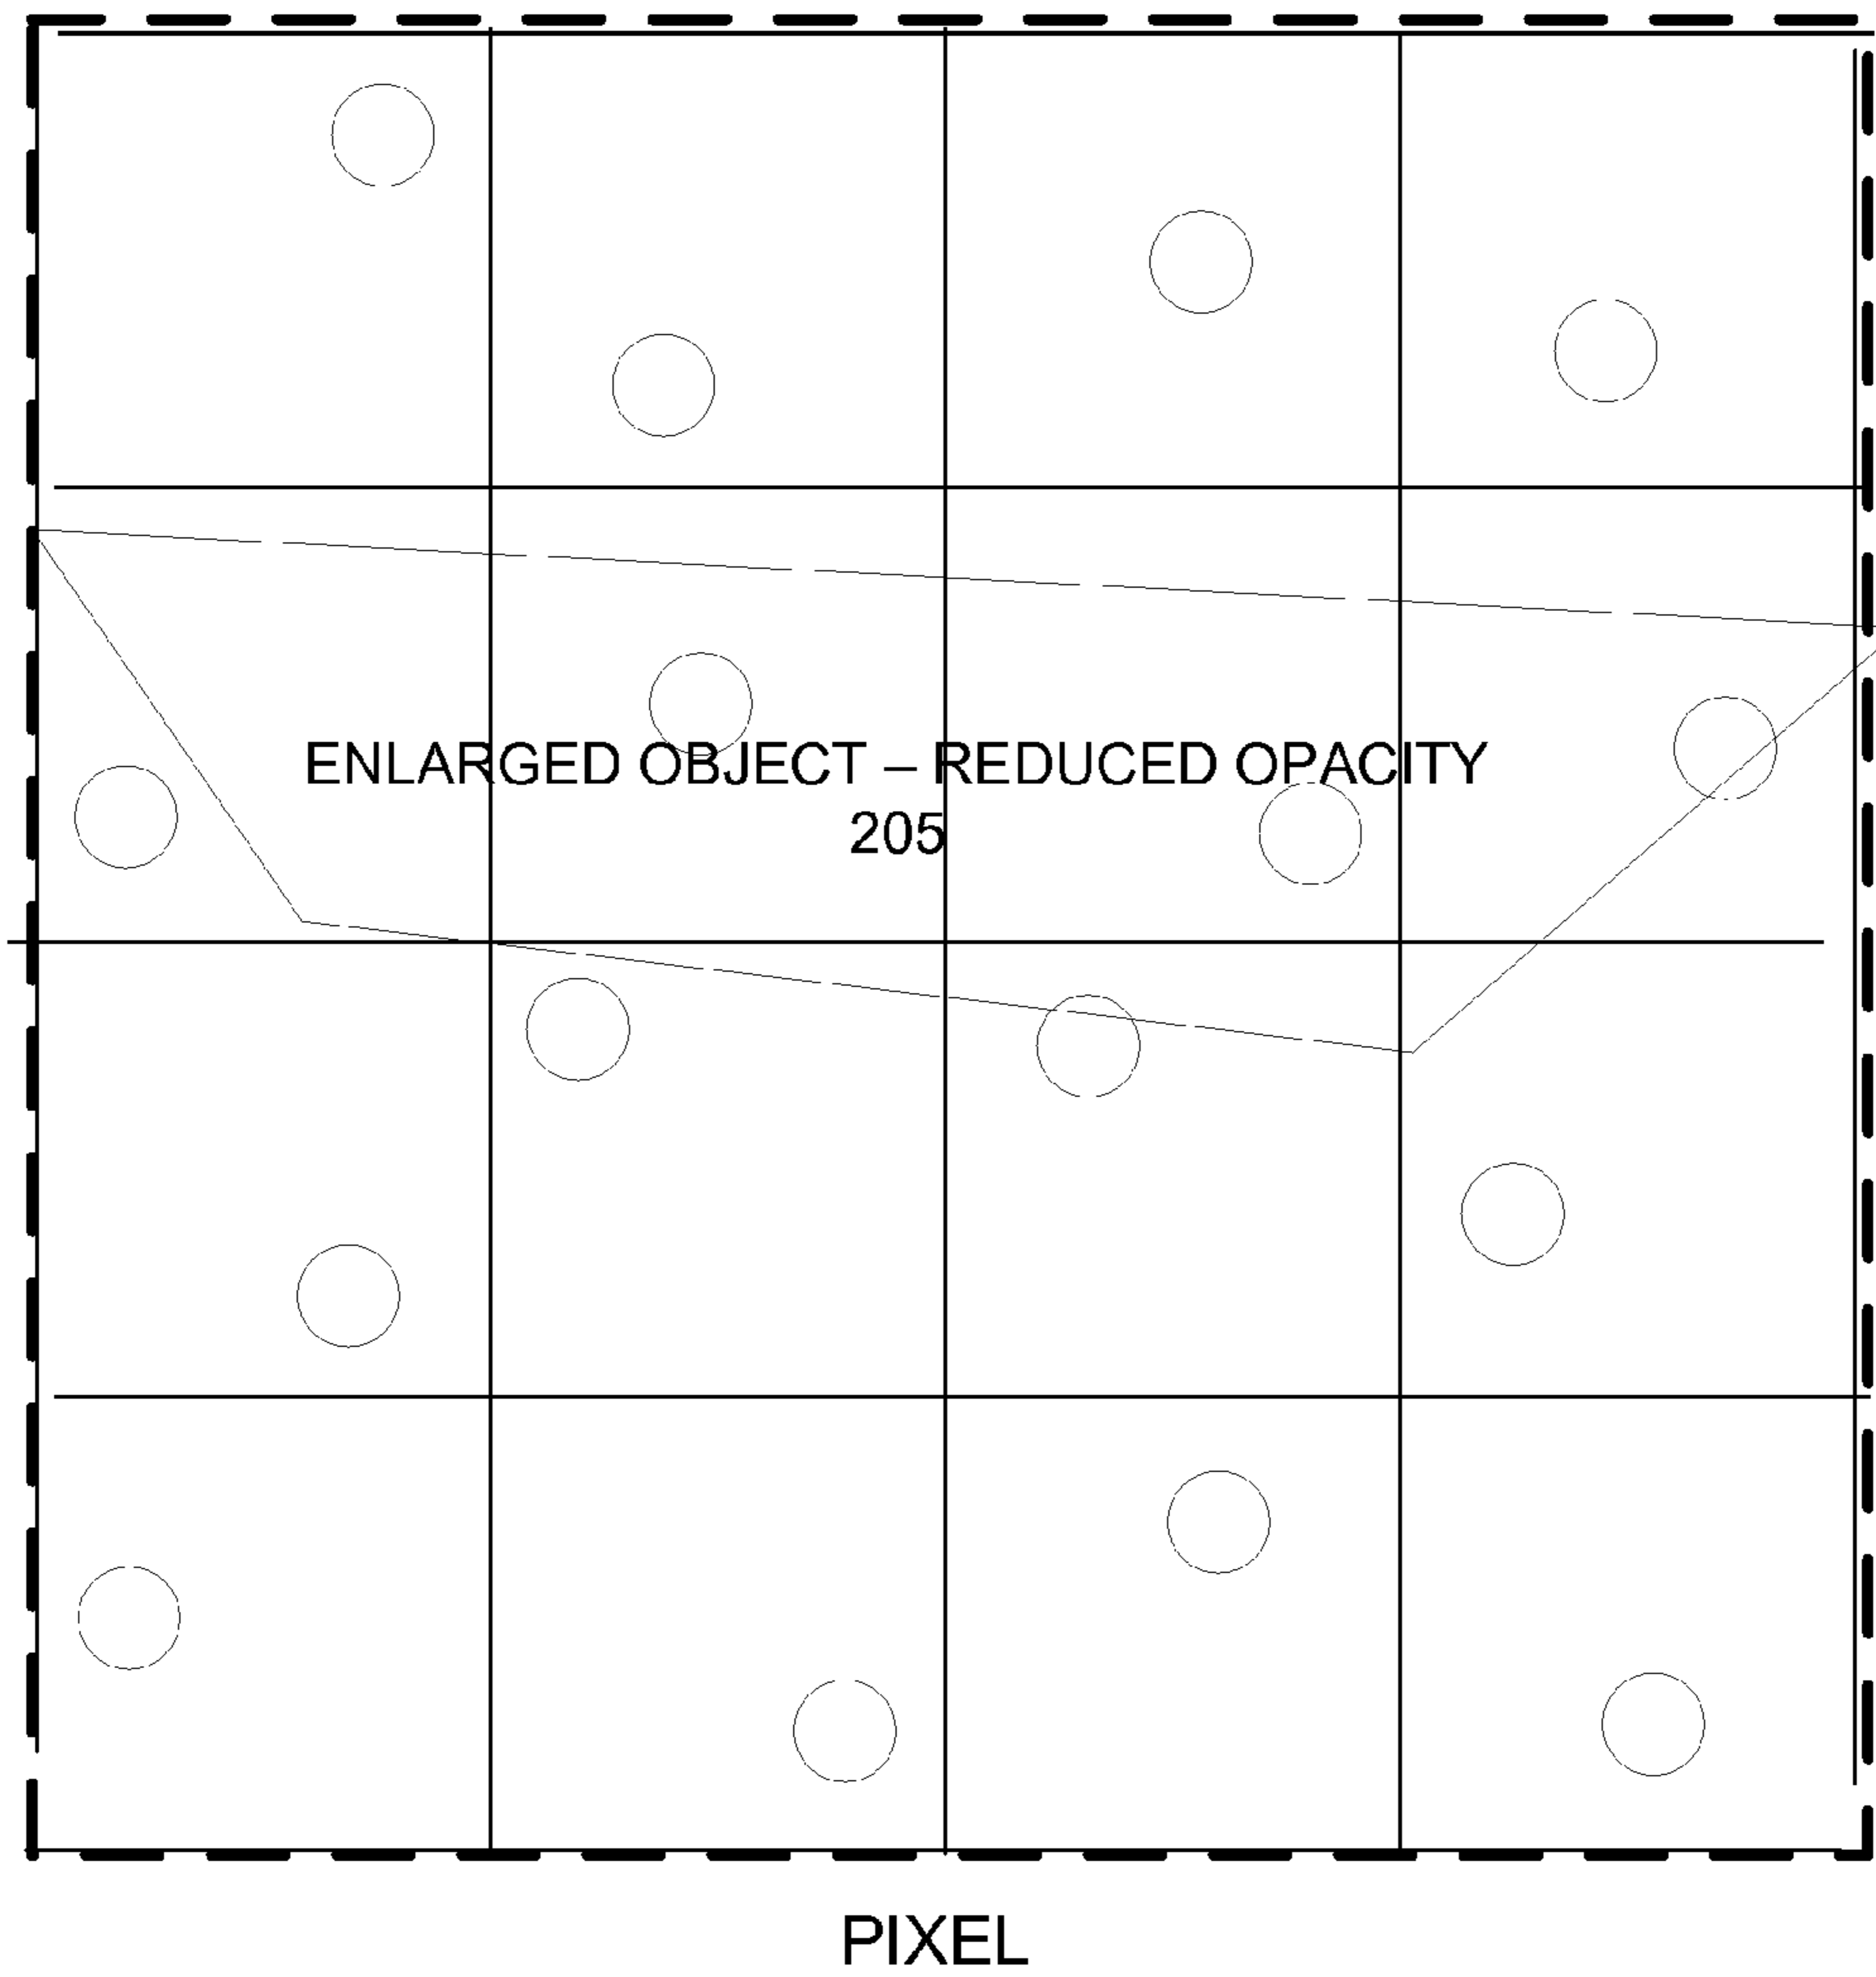 ENLARGED OBJECT – REDUCED OPACITY
205
PIXEL